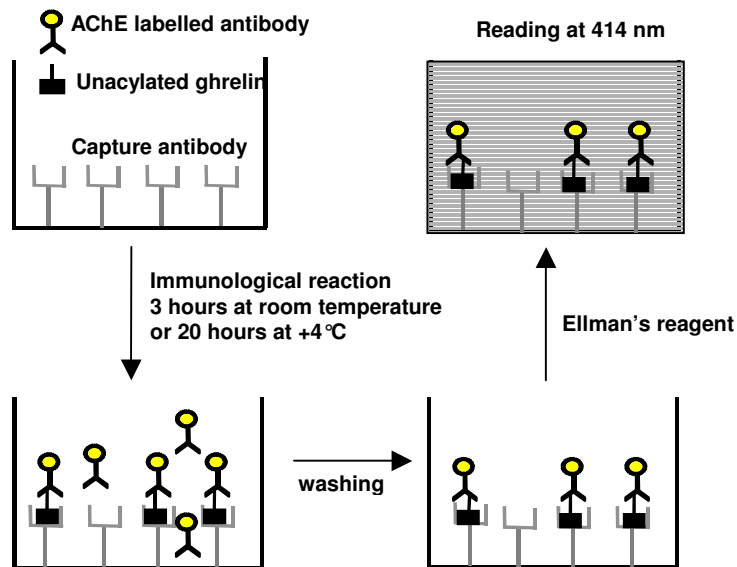 AChE labelled antibody
Unacylated ghrelin
Capture antibody
Immunological reaction
3 hours at room temperature
or 20 hours at +4°C
washing
Ellman's reagent
Reading at 414 nm